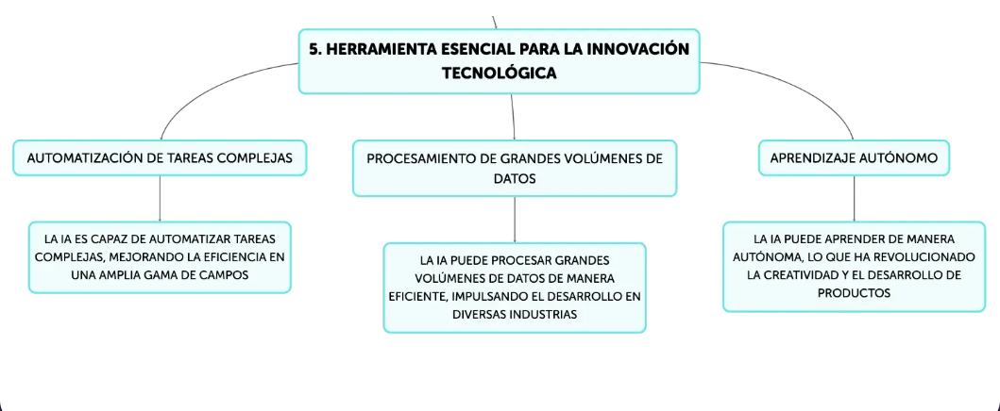 5. HERRAMIENTA ESENCIAL PARA LA INNOVACIÓN
TECNOLÓGICA
AUTOMATIZACIÓN DE TAREAS COMPLEJAS
LA IA ES CAPAZ DE AUTOMATIZAR TAREAS
COMPLEJAS, MEJORANDO LA EFICIENCIA EN
UNA AMPLIA GAMA DE CAMPOS
PROCESAMIENTO DE GRANDES VOLÚMENES DE
DATOS
LA IA PUEDE PROCESAR GRANDES
VOLÚMENES DE DATOS DE MANERA
EFICIENTE, IMPULSANDO EL DESARROLLO EN
DIVERSAS INDUSTRIAS
APRENDIZAJE AUTÓNOMO
LA IA PUEDE APRENDER DE MANERA
AUTÓNOMA, LO QUE HA REVOLUCIONADO
LA CREATIVIDAD Y EL DESARROLLO DE
PRODUCTOS